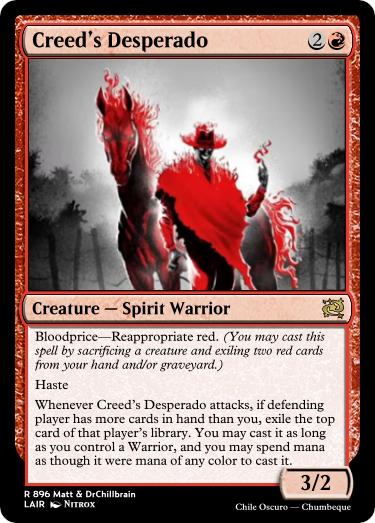 Creed's Desperado 2
Creature — Spirit Warrior
Bloodprice—Reappropriate red. (You may cast this
spell by sacrificing a creature and exiling two red cards
from your hand and/or graveyard.)
Haste
Whenever Creed's Desperado attacks, if defending
player has more cards in hand than you, exile the top
card of that player's library. You may cast it as long
as you control a Warrior, and you may spend mana
as though it were mana of any color to cast it.
3/2
R 896 Matt & DrChillbrain
LAIR Nitrox
Chile Oscuro — Chumbeque